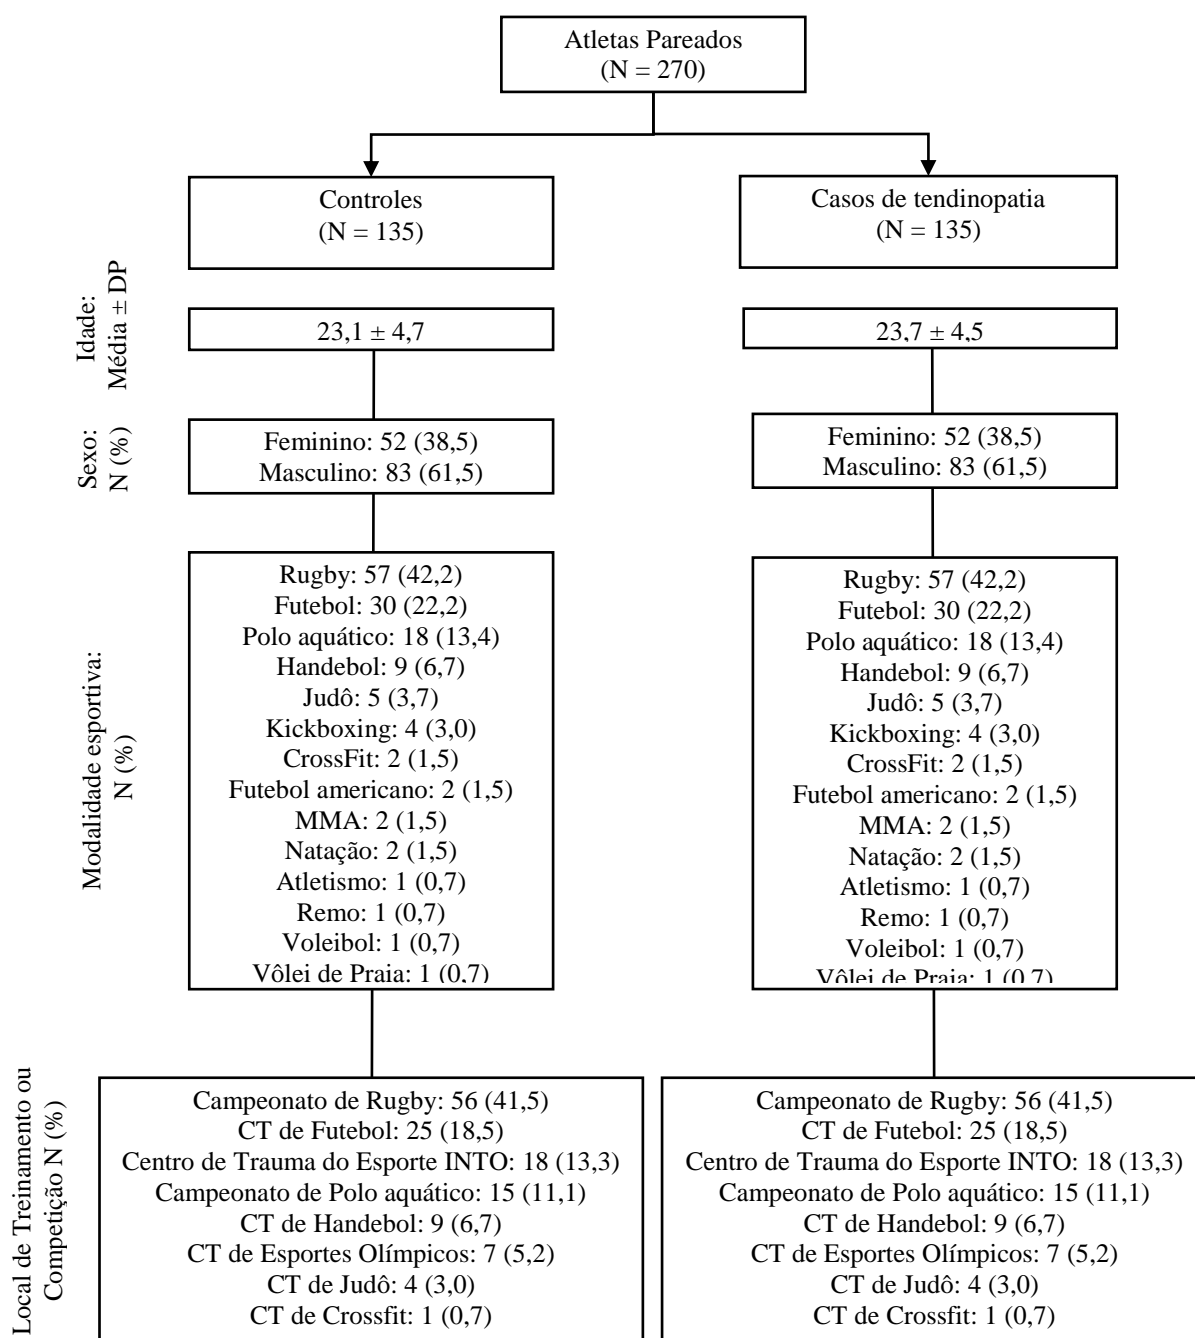 Atletas Pareados
(N = 270)
Controles
(N = 135)
Casos de tendinopatia
(N = 135)
Idade:
Média ± DP
23,1 ± 4,7
23,7 ± 4,5
Sexo:
N (%)
Feminino: 52 (38,5)
Masculino: 83 (61,5)
Feminino: 52 (38,5)
Masculino: 83 (61,5)
Modalidade esportiva:
N (%)
Rugby: 57 (42,2)
Futebol: 30 (22,2)
Polo aquático: 18 (13,4)
Handebol: 9 (6,7)
Judô: 5 (3,7)
Kickboxing: 4 (3,0)
CrossFit: 2 (1,5)
Futebol americano: 2 (1,5)
MMA: 2 (1,5)
Natação: 2 (1,5)
Atletismo: 1 (0,7)
Remo: 1 (0,7)
Voleibol: 1 (0,7)
Vôlei de Praia: 1 (0,7)
Rugby: 57 (42,2)
Futebol: 30 (22,2)
Polo aquático: 18 (13,4)
Handebol: 9 (6,7)
Judô: 5 (3,7)
Kickboxing: 4 (3,0)
CrossFit: 2 (1,5)
Futebol americano: 2 (1,5)
MMA: 2 (1,5)
Natação: 2 (1,5)
Atletismo: 1 (0,7)
Remo: 1 (0,7)
Voleibol: 1 (0,7)
Vôlei de Praia: 1 (0,7)
Local de Treinamento ou
Competição N (%)
Campeonato de Rugby: 56 (41,5)
CT de Futebol: 25 (18,5)
Centro de Trauma do Esporte INTO: 18 (13,3)
Campeonato de Polo aquático: 15 (11,1)
CT de Handebol: 9 (6,7)
CT de Esportes Olímpicos: 7 (5,2)
CT de Judô: 4 (3,0)
CT de Crossfit: 1 (0,7)
Campeonato de Rugby: 56 (41,5)
CT de Futebol: 25 (18,5)
Centro de Trauma do Esporte INTO: 18 (13,3)
Campeonato de Polo aquático: 15 (11,1)
CT de Handebol: 9 (6,7)
CT de Esportes Olímpicos: 7 (5,2)
CT de Judô: 4 (3,0)
CT de Crossfit: 1 (0,7)